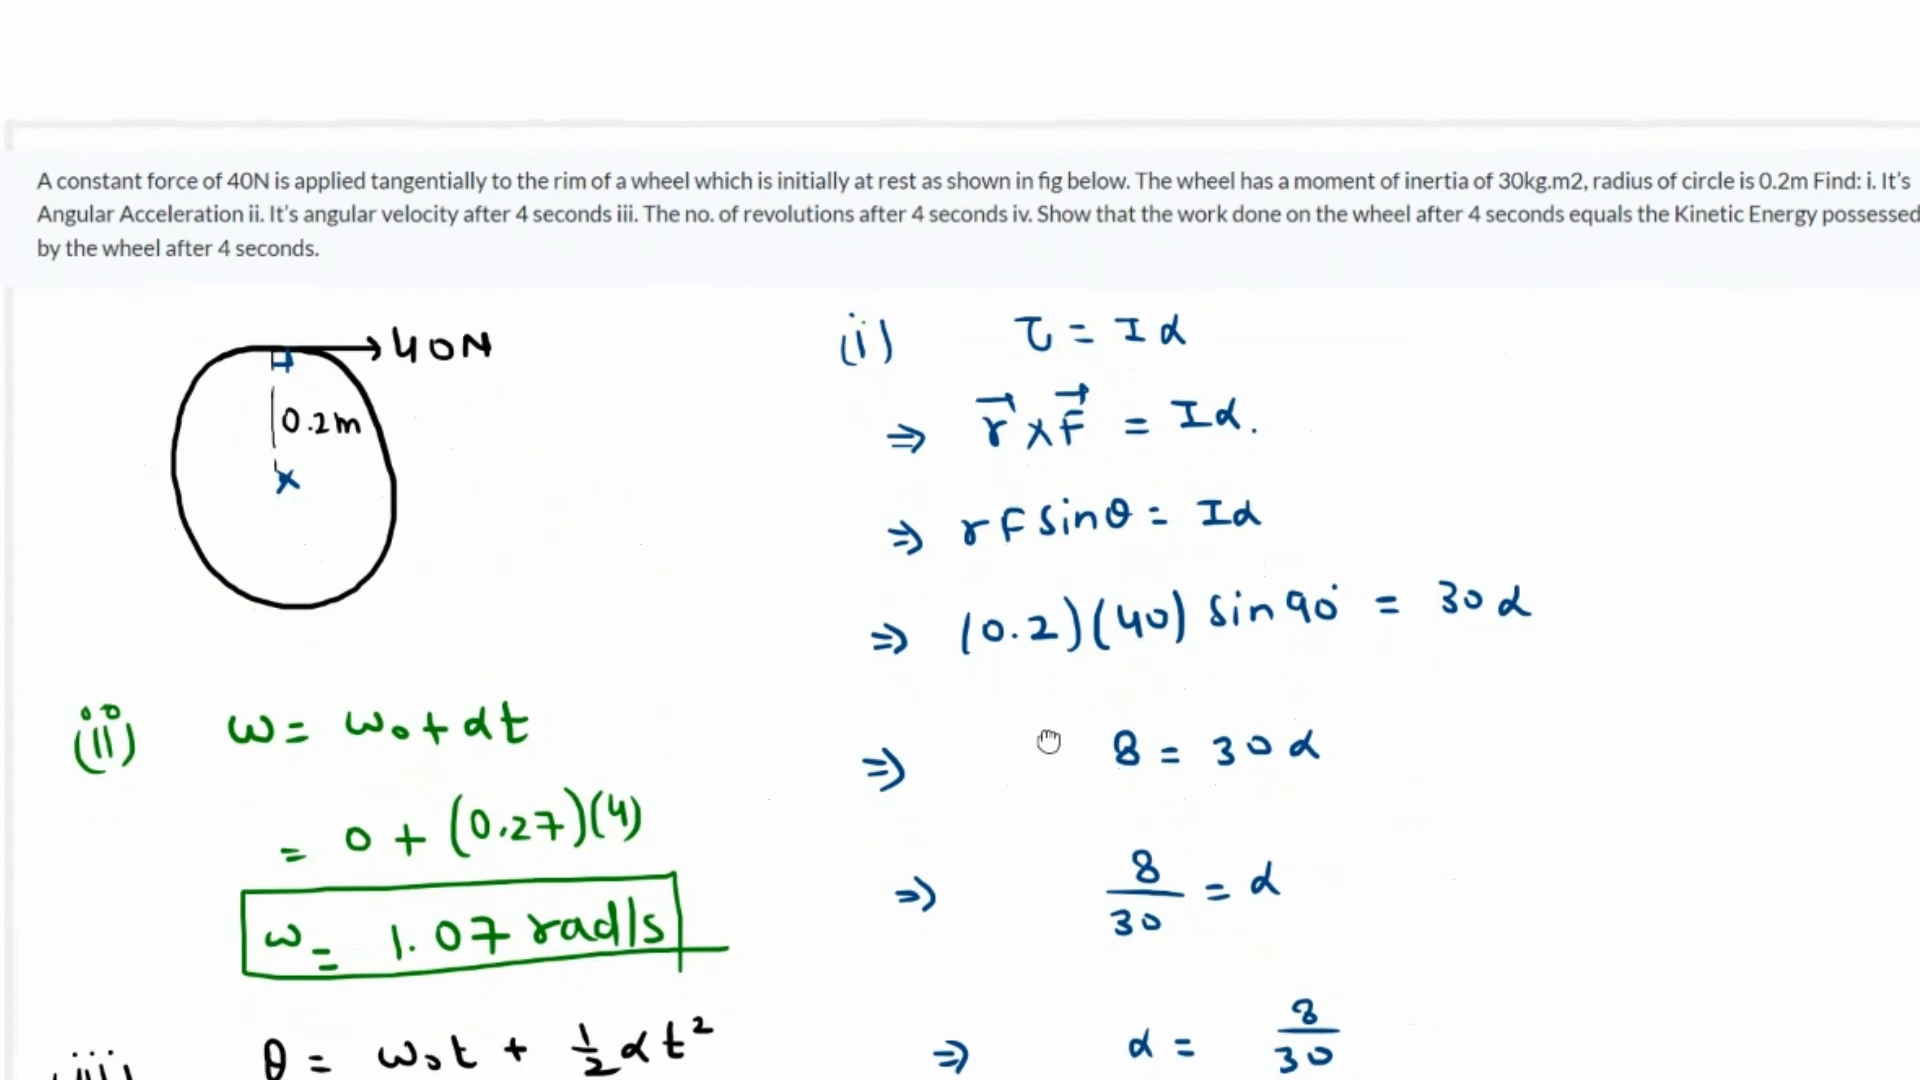 A constant force of 40N is applied tangentially to the rim of a wheel which is initially at rest as shown in fig below. The wheel has a moment of inertia of 30kg.m2, radius of circle is 0.2m Find: i. It's
Angular Acceleration ii. It's angular velocity after 4 seconds iii. The no. of revolutions after 4 seconds iv. Show that the work done on the wheel after 4 seconds equals the Kinetic Energy possessed
by the wheel after 4 seconds.
40N
0.2m
x
(i) τ = Iα
⇒ r⃗ × F⃗ = Iα.
⇒ rF sinθ = Iα
⇒ (0.2)(40) sin 90° = 30α
⇒ 8 = 30α
⇒ 8/30 = α
⇒ α = 8/30
(ii) ω = ω₀ + αt
= 0 + (0.27)(4)
ω = 1.07 rad/s
(iii) θ = ω₀t + ½αt²